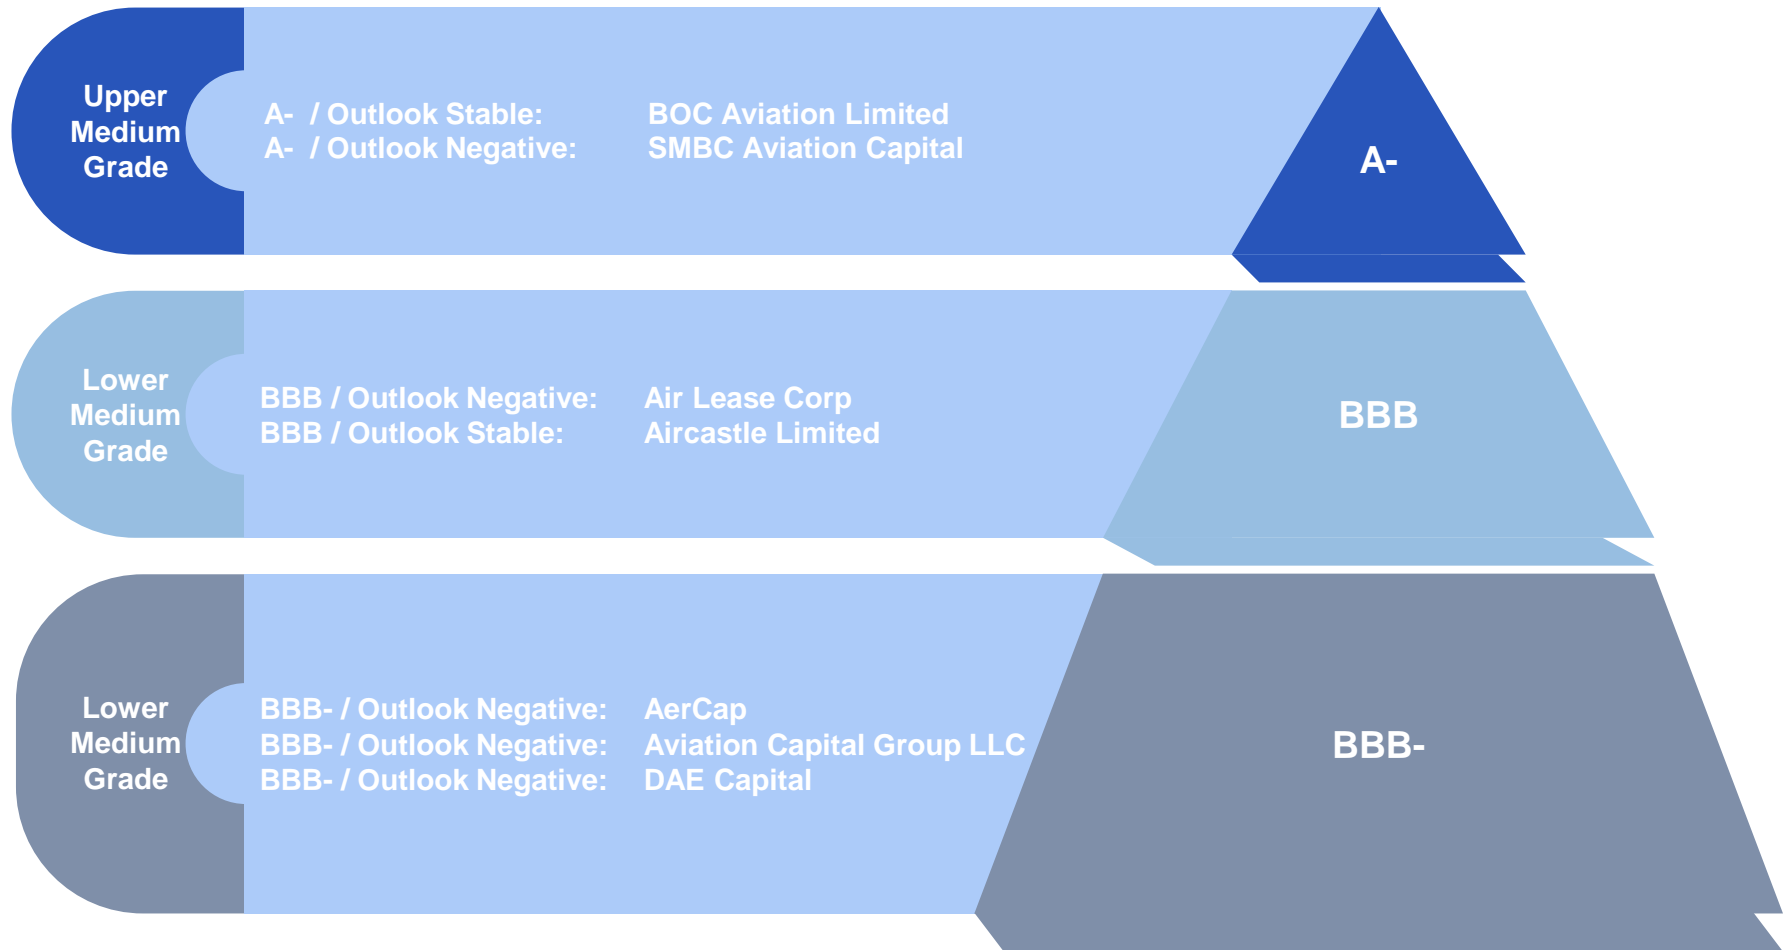 Upper
Medium
Grade
A- / Outlook Stable: BOC Aviation Limited
A- / Outlook Negative: SMBC Aviation Capital
A-
Lower
Medium
Grade
BBB / Outlook Negative: Air Lease Corp
BBB / Outlook Stable: Aircastle Limited
BBB
Lower
Medium
Grade
BBB- / Outlook Negative: AerCap
BBB- / Outlook Negative: Aviation Capital Group LLC
BBB- / Outlook Negative: DAE Capital
BBB-